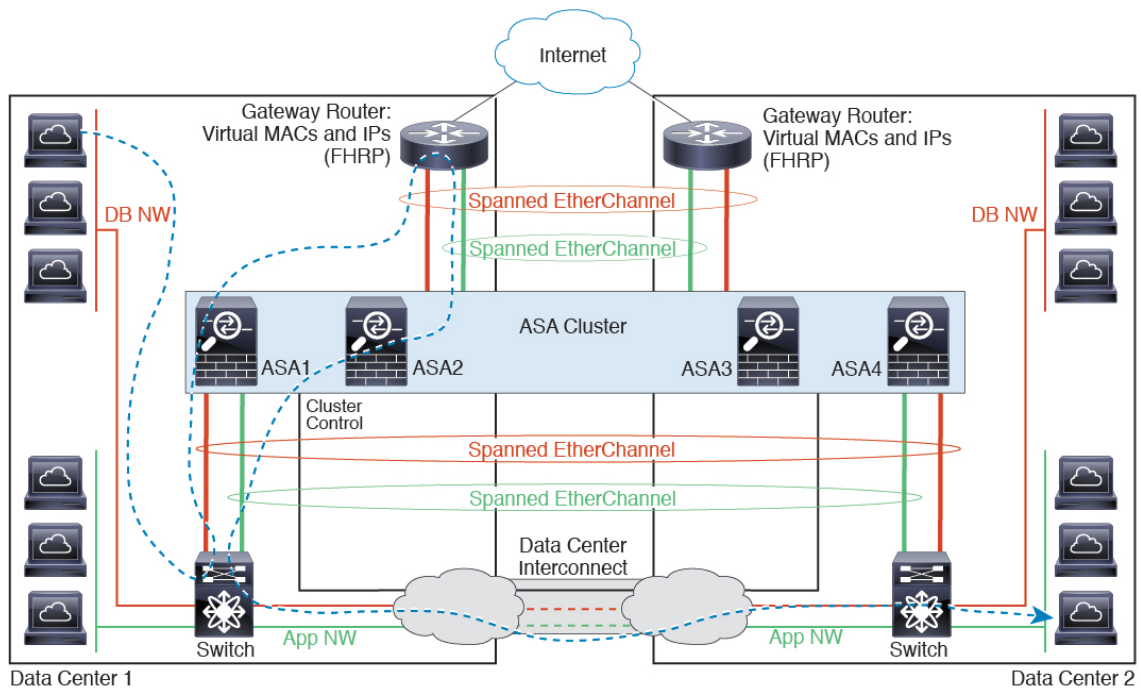 Internet
Gateway Router:
Virtual MACs and IPs
(FHRP)
Gateway Router:
Virtual MACs and IPs
(FHRP)
DB NW
Spanned EtherChannel
DB NW
Spanned EtherChannel
ASA Cluster
ASA1
ASA2
ASA3
ASA4
Cluster
Control
Spanned EtherChannel
Spanned EtherChannel
Data Center
Interconnect
App NW
App NW
Switch
Switch
Data Center 1
Data Center 2